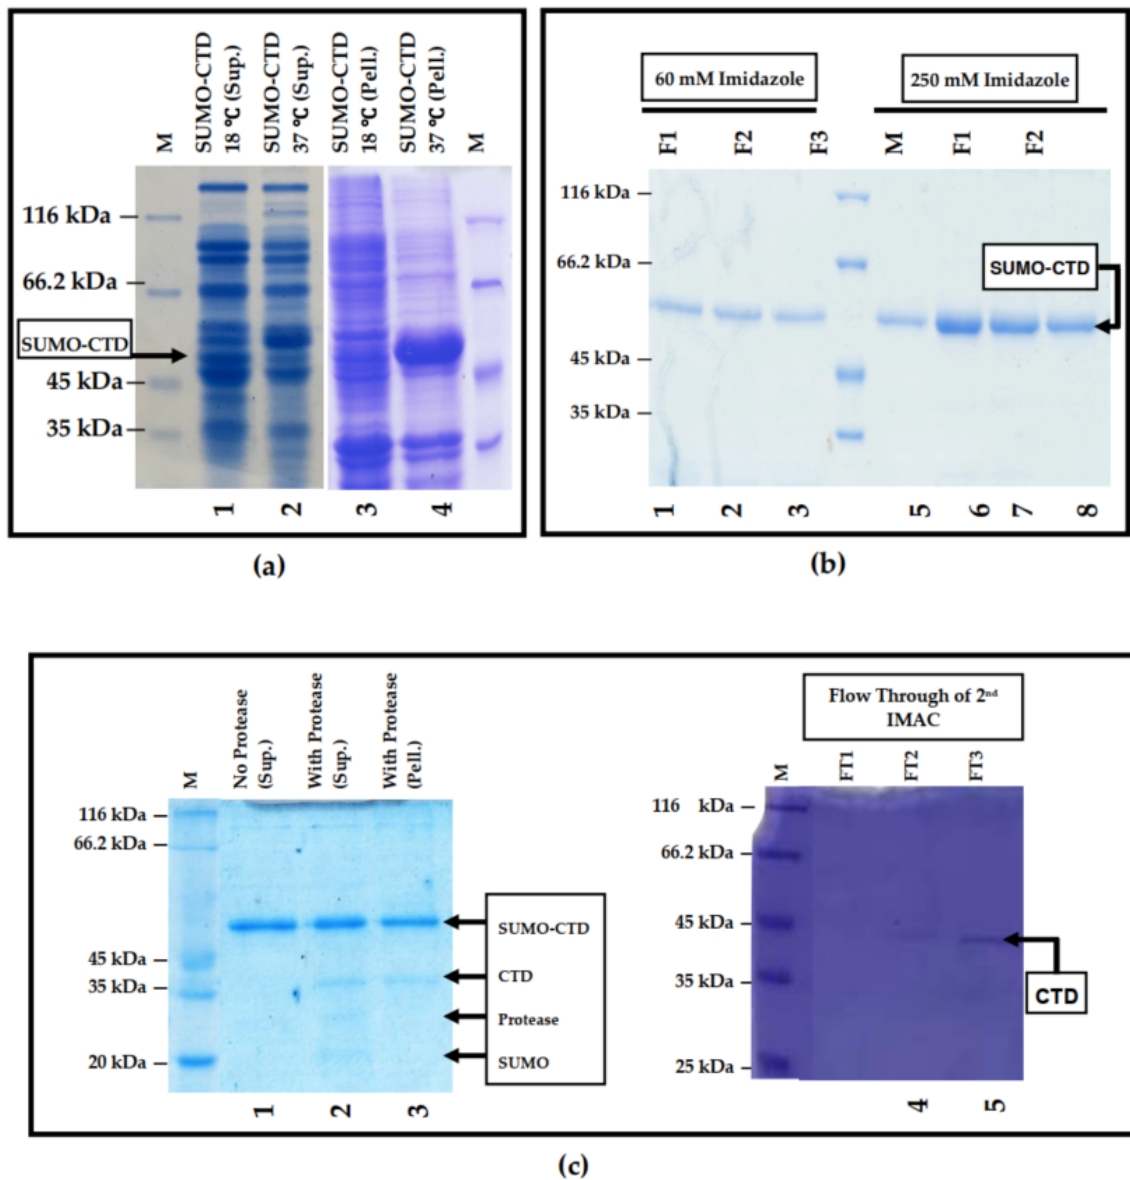 M
SUMO-CTD
18 ℃ (Sup.)
SUMO-CTD
37 ℃ (Sup.)
SUMO-CTD
18 ℃ (Pell.)
SUMO-CTD
37 ℃ (Pell.)
M
116 kDa
66.2 kDa
SUMO-CTD
45 kDa
35 kDa
1
2
3
4
(a)
60 mM Imidazole
250 mM Imidazole
F1
F2
F3
M
F1
F2
116 kDa
66.2 kDa
SUMO-CTD
45 kDa
35 kDa
1
2
3
5
6
7
8
(b)
M
No Protease
(Sup.)
With Protease
(Sup.)
With Protease
(Pell.)
116 kDa
66.2 kDa
45 kDa
35 kDa
20 kDa
SUMO-CTD
CTD
Protease
SUMO
1
2
3
Flow Through of 2nd
IMAC
M
FT1
FT2
FT3
116 kDa
66.2 kDa
45 kDa
35 kDa
25 kDa
CTD
4
5
(c)